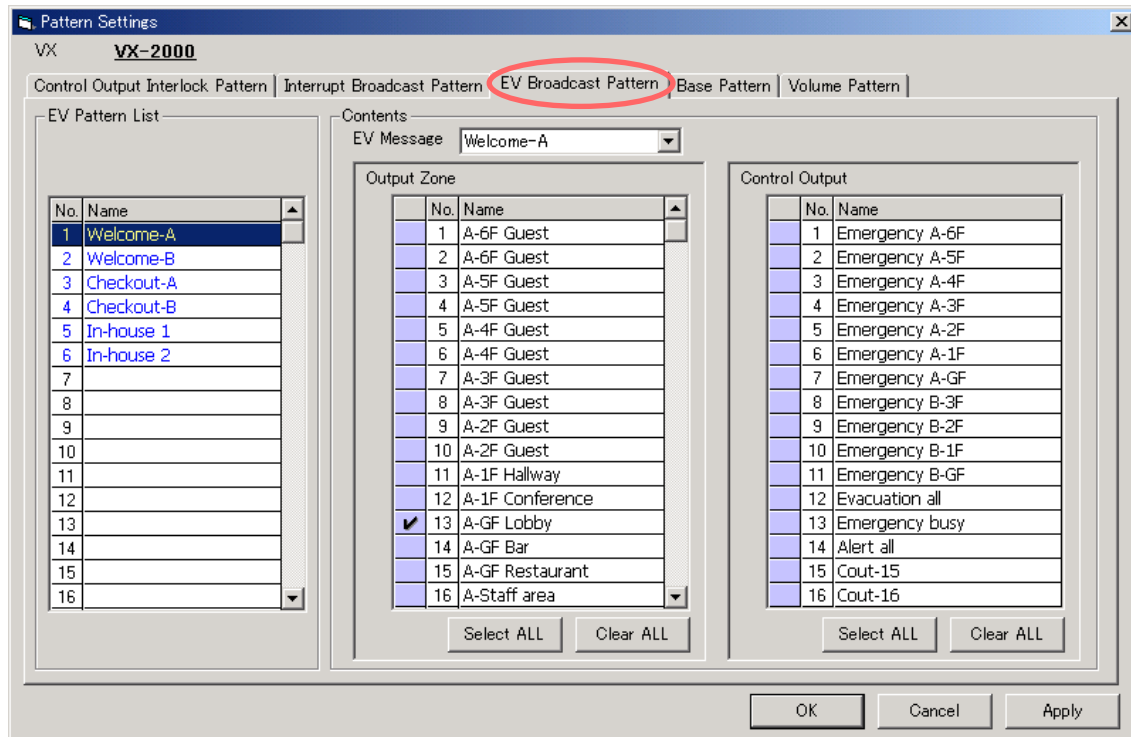 Pattern Settings
VX VX-2000
Control Output Interlock Pattern Interrupt Broadcast Pattern EV Broadcast Pattern Base Pattern Volume Pattern
EV Pattern List
No. Name
1 Welcome-A
2 Welcome-B
3 Checkout-A
4 Checkout-B
5 In-house 1
6 In-house 2
7
8
9
10
11
12
13
14
15
16
Contents
EV Message Welcome-A
Output Zone
No. Name
1 A-6F Guest
2 A-6F Guest
3 A-5F Guest
4 A-5F Guest
5 A-4F Guest
6 A-4F Guest
7 A-3F Guest
8 A-3F Guest
9 A-2F Guest
10 A-2F Guest
11 A-1F Hallway
12 A-1F Conference
13 A-GF Lobby
14 A-GF Bar
15 A-GF Restaurant
16 A-Staff area
Select ALL Clear ALL
Control Output
No. Name
1 Emergency A-6F
2 Emergency A-5F
3 Emergency A-4F
4 Emergency A-3F
5 Emergency A-2F
6 Emergency A-1F
7 Emergency A-GF
8 Emergency B-3F
9 Emergency B-2F
10 Emergency B-1F
11 Emergency B-GF
12 Evacuation all
13 Emergency busy
14 Alert all
15 Cout-15
16 Cout-16
Select ALL Clear ALL
OK Cancel Apply